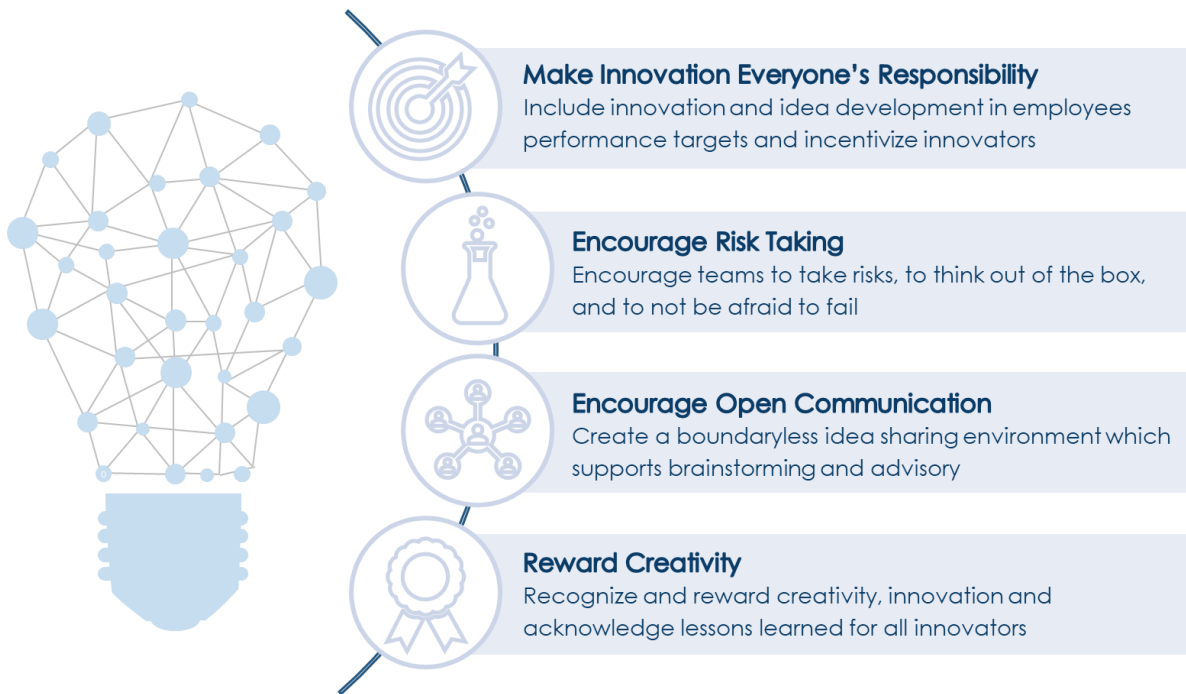 Make Innovation Everyone’s Responsibility
Include innovation and idea development in employees
performance targets and incentivize innovators
Encourage Risk Taking
Encourage teams to take risks, to think out of the box,
and to not be afraid to fail
Encourage Open Communication
Create a boundaryless idea sharing environment which
supports brainstorming and advisory
Reward Creativity
Recognize and reward creativity, innovation and
acknowledge lessons learned for all innovators
0